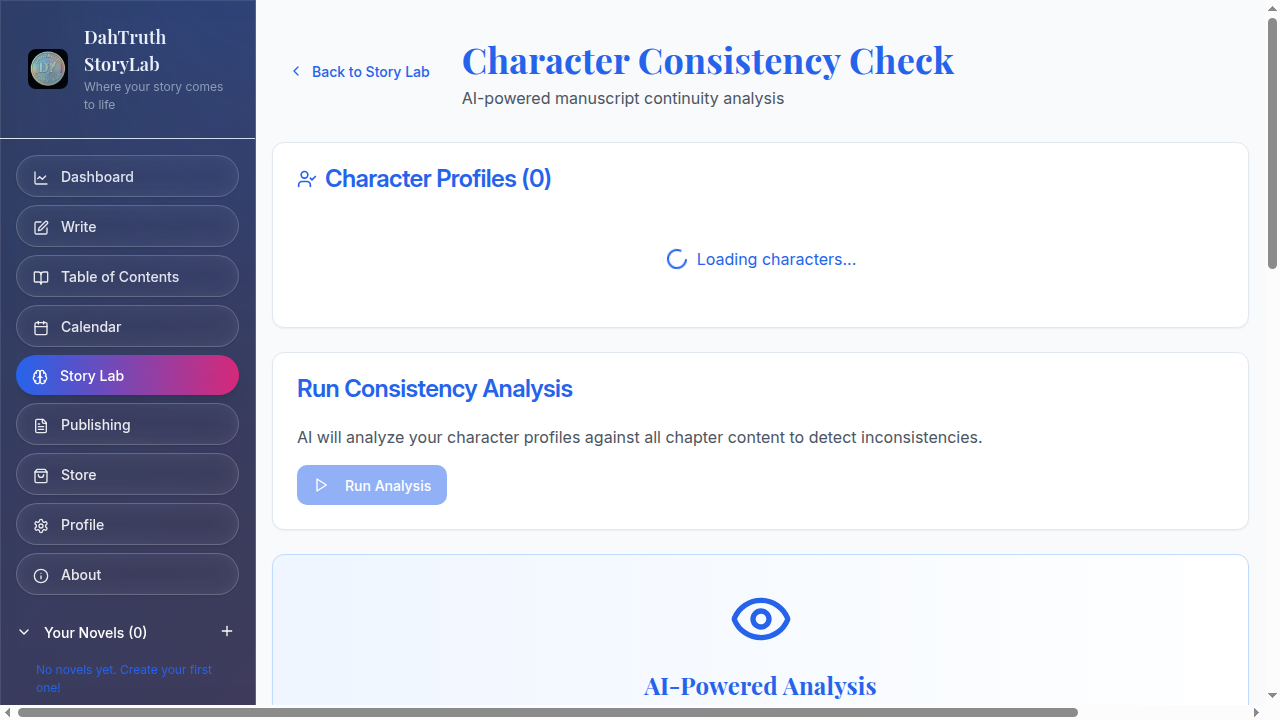 DahTruth
StoryLab
Where your story comes
to life
Dashboard
Write
Table of Contents
Calendar
Story Lab
Publishing
Store
Profile
About
Your Novels (0)
No novels yet. Create your first
one!
Back to Story Lab
Character Consistency Check
AI-powered manuscript continuity analysis
Character Profiles (0)
Loading characters...
Run Consistency Analysis
AI will analyze your character profiles against all chapter content to detect inconsistencies.
Run Analysis
AI-Powered Analysis